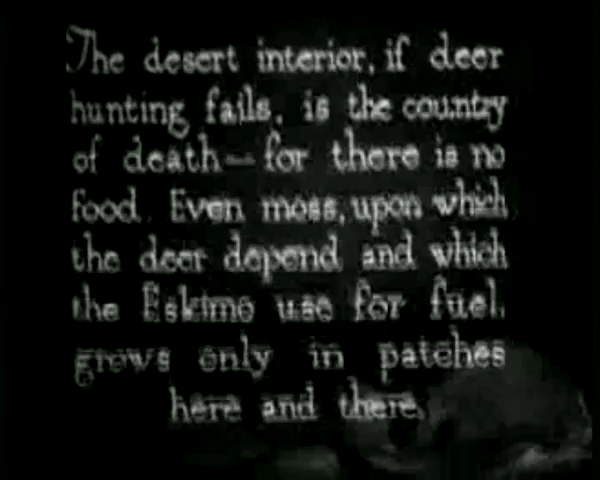 The desert interior, if deer
hunting fails, is the country
of death—for there is no
food. Even moss, upon which
the deer depend and which
the Eskimo use for fuel,
grows only in patches
here and there.